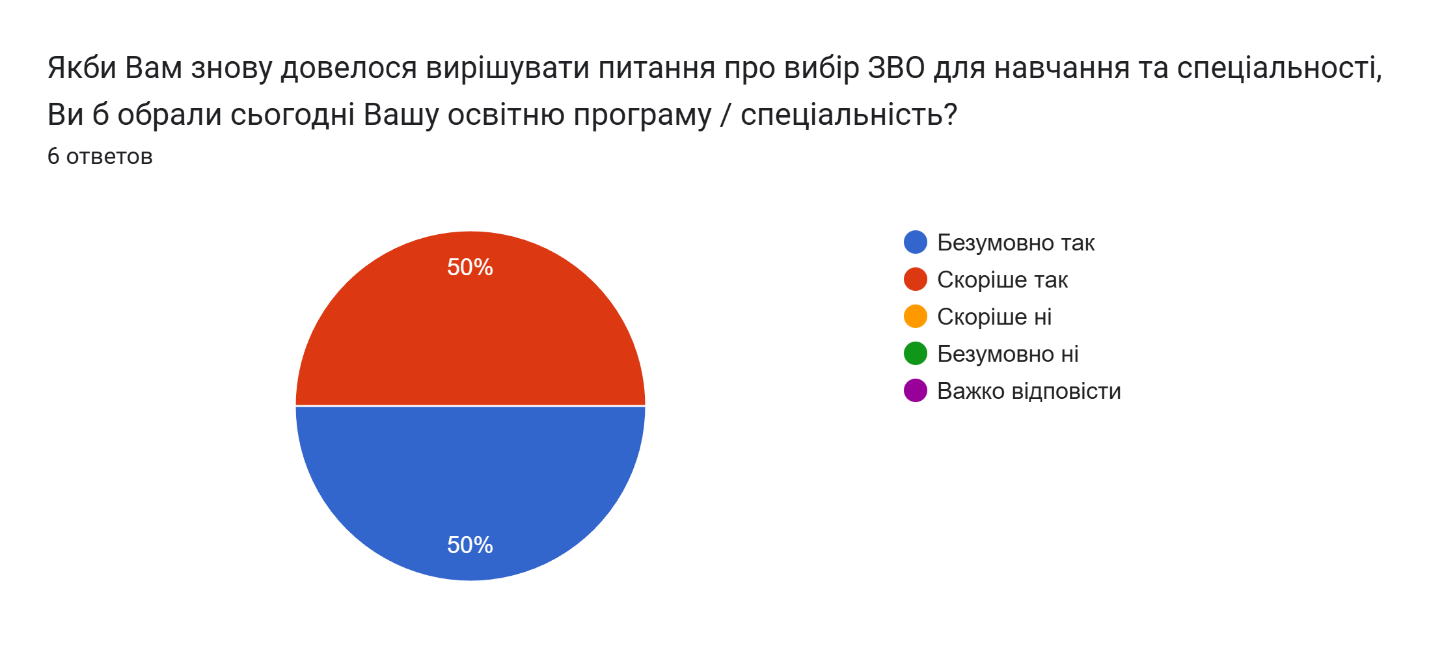 Якби Вам знову довелося вирішувати питання про вибір ЗВО для навчання та спеціальності,
Ви б обрали сьогодні Вашу освітню програму / спеціальність?
6 ответов
50%
50%
Безумовно так
Скоріше так
Скоріше ні
Безумовно ні
Важко відповісти